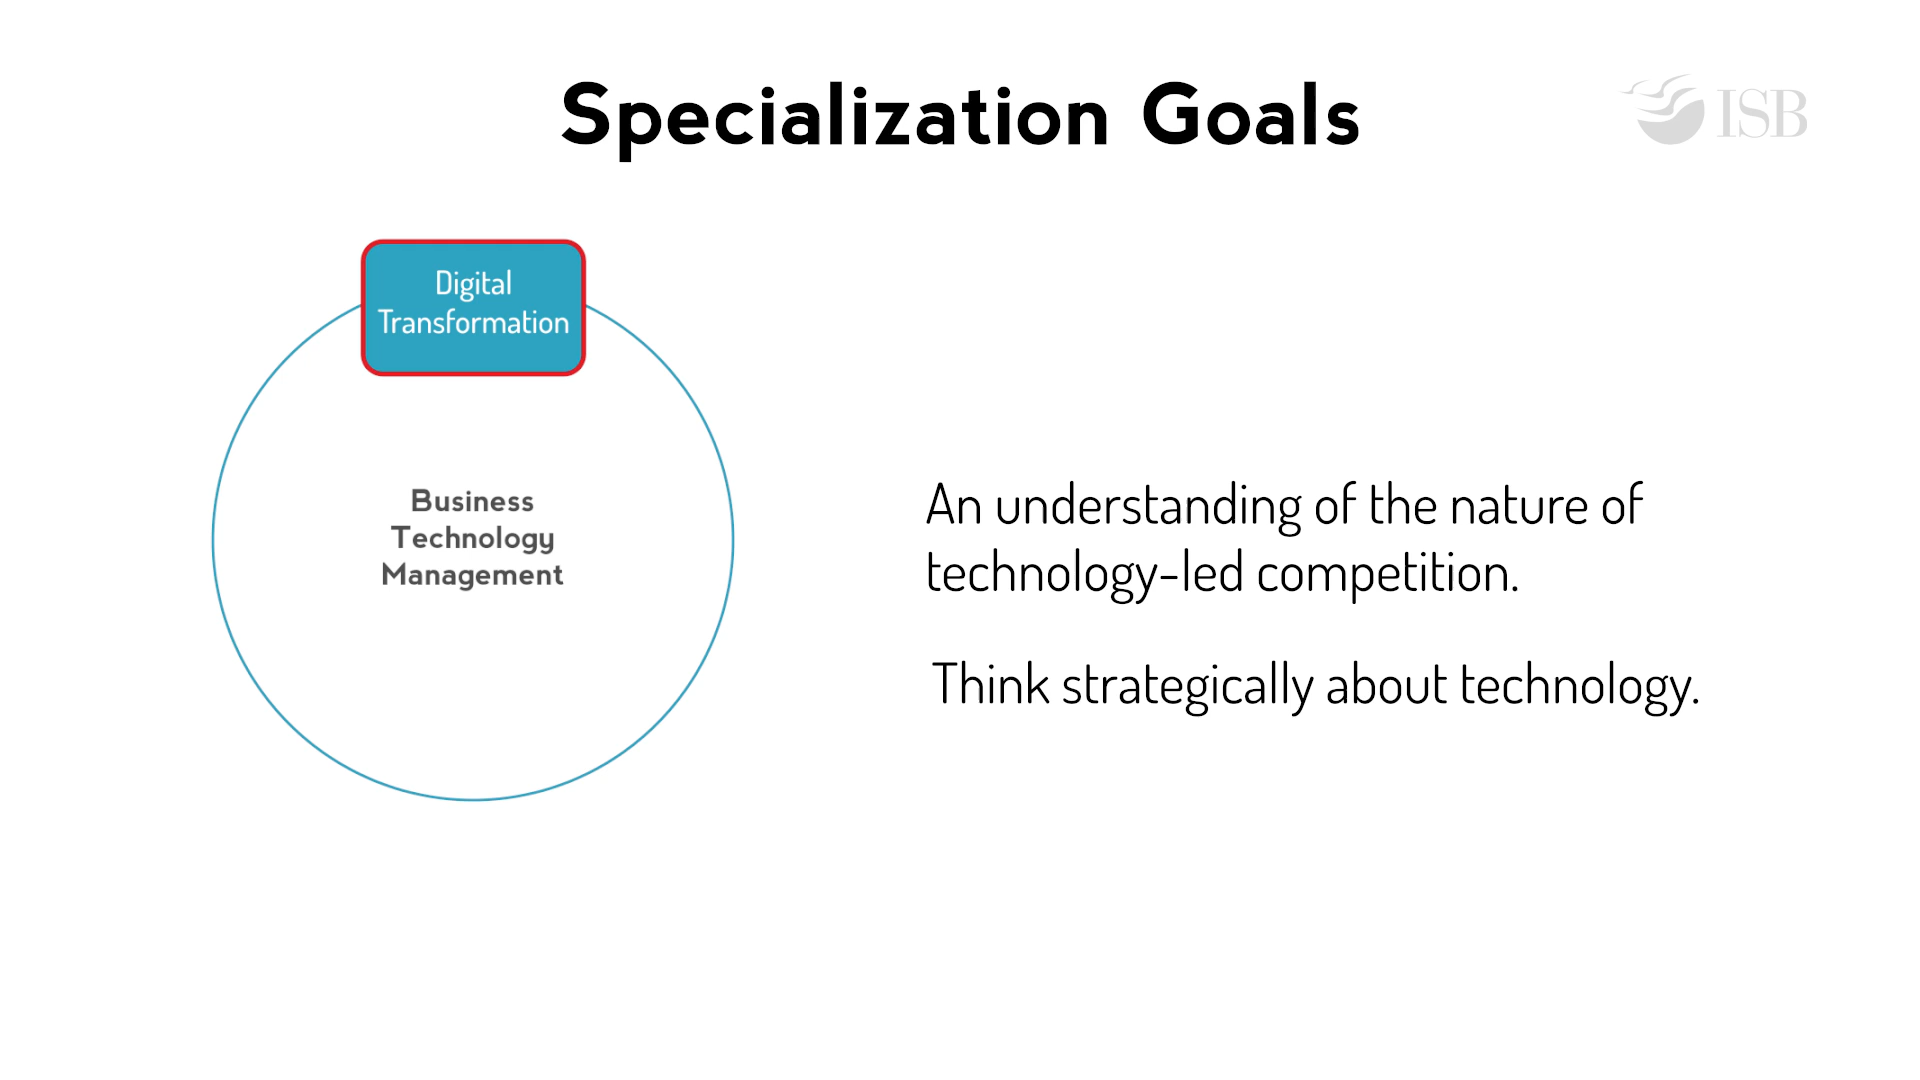 Specialization Goals
ISB
Digital
Transformation
Business
Technology
Management
An understanding of the nature of
technology-led competition.
Think strategically about technology.